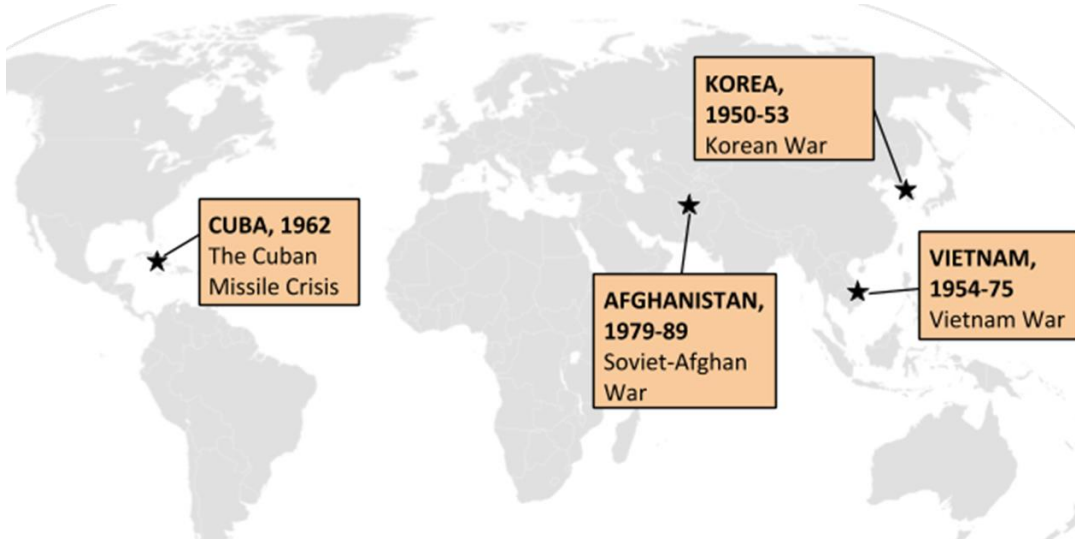 KOREA,
1950-53
Korean War
CUBA, 1962
The Cuban
Missile Crisis
AFGHANISTAN,
1979-89
Soviet-Afghan
War
VIETNAM,
1954-75
Vietnam War